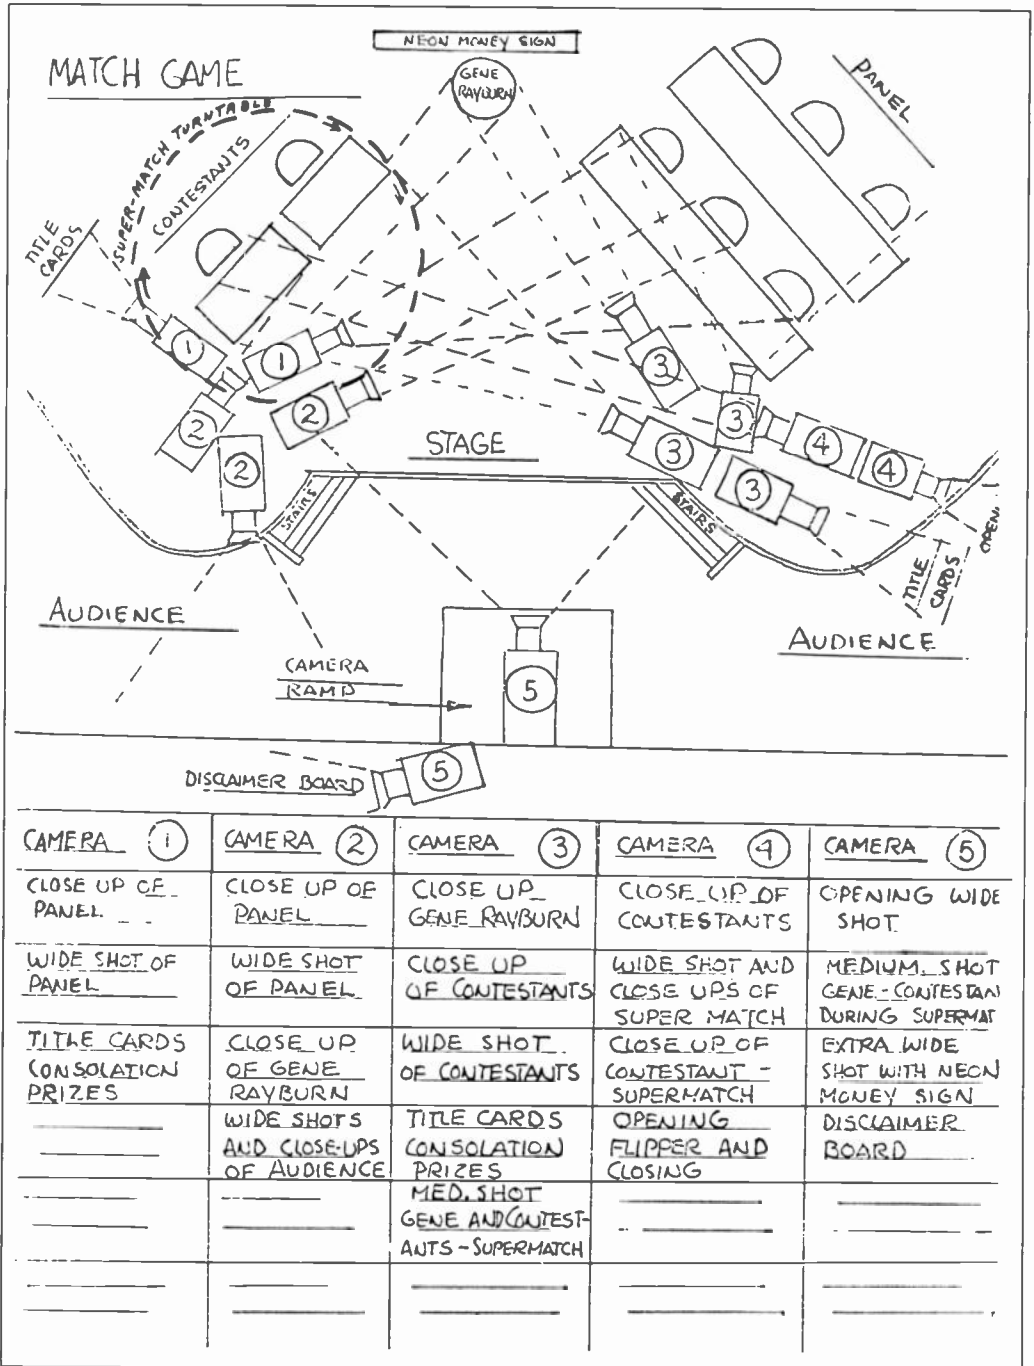 NEON MONEY SIGN
MATCH GAME
GENE
RAYBURN
PANEL
SUPER-MATCH TURNTABLE
CONTESTANTS
TITLE
CARDS
1
1
2
2
2
3
3
3
3
4
4
STAGE
STAIRS
STAIRS
OPEN
TITLE
CARDS
AUDIENCE
AUDIENCE
CAMERA
RAMP
5
DISCLAIMER BOARD
5
CAMERA 1
CLOSE UP OF
PANEL
WIDE SHOT OF
PANEL
TITLE CARDS
CONSOLATION
PRIZES
CAMERA 2
CLOSE UP OF
PANEL
WIDE SHOT
OF PANEL
CLOSE UP
OF GENE
RAYBURN
WIDE SHOTS
AND CLOSE-UPS
OF AUDIENCE
CAMERA 3
CLOSE UP
GENE RAYBURN
CLOSE UP
OF CONTESTANTS
WIDE SHOT
OF CONTESTANTS
TITLE CARDS
CONSOLATION
PRIZES
MED. SHOT
GENE AND CONTEST-
ANTS - SUPERMATCH
CAMERA 4
CLOSE UP OF
CONTESTANTS
WIDE SHOT AND
CLOSE UPS OF
SUPER MATCH
CLOSE UP OF
CONTESTANT -
SUPERMATCH
OPENING
FLIPPER AND
CLOSING
CAMERA 5
OPENING WIDE
SHOT
MEDIUM SHOT
GENE - CONTESTAN
DURING SUPERMAT
EXTRA WIDE
SHOT WITH NEON
MONEY SIGN
DISCLAIMER
BOARD